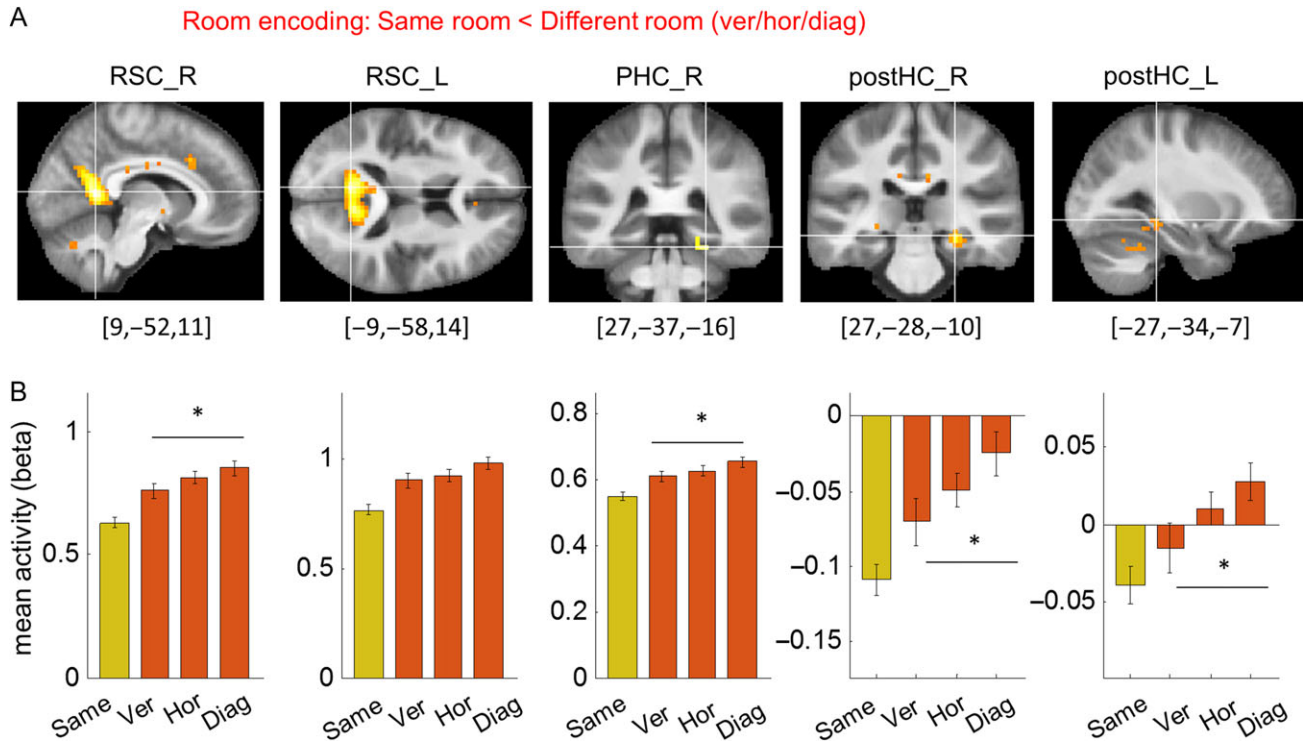 A
Room encoding: Same room < Different room (ver/hor/diag)
RSC_R RSC_L PHC_R postHC_R postHC_L
[9,−52,11] [−9,−58,14] [27,−37,−16] [27,−28,−10] [−27,−34,−7]
B
mean activity (beta)
1
0.5
0
*
Same Ver Hor Diag
1
0.5
0
Same Ver Hor Diag
0.8
0.6
0.4
0.2
0
*
Same Ver Hor Diag
0
−0.05
−0.1
−0.15
*
Same Ver Hor Diag
0.05
0
−0.05
*
Same Ver Hor Diag